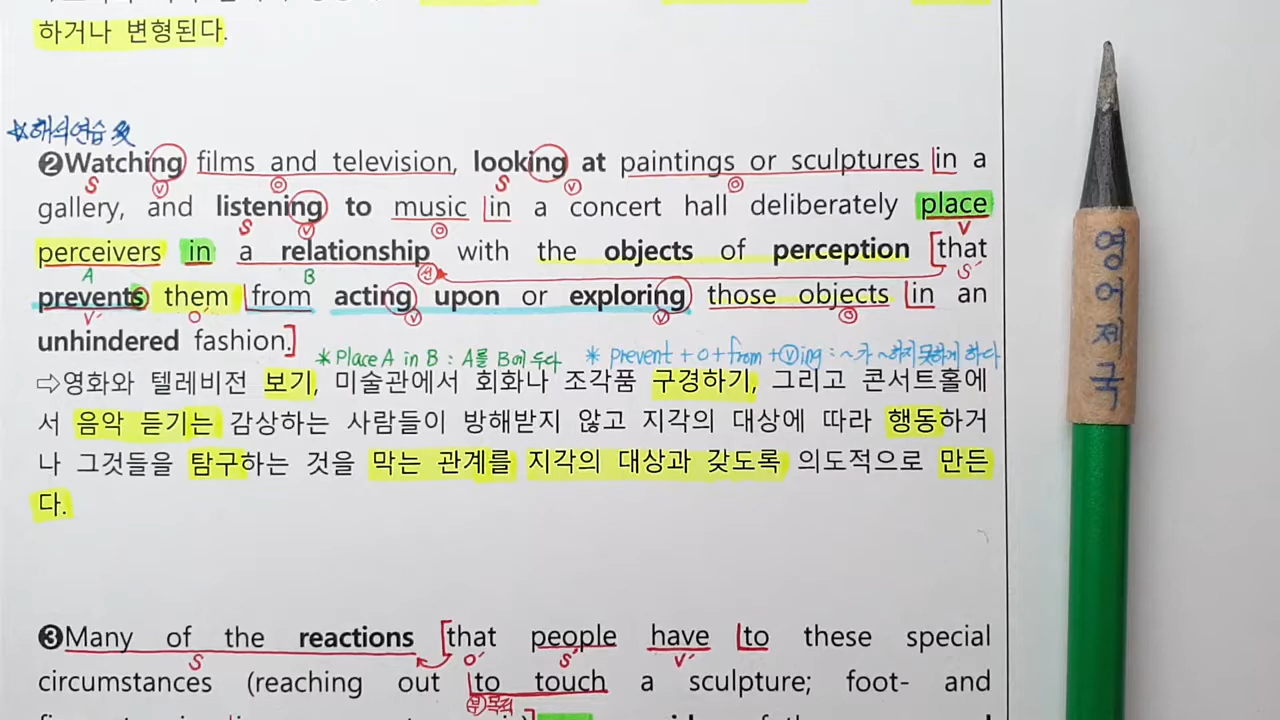 하거나 변형된다.
*해석연습 必
❷Watching films and television, looking at paintings or sculptures in a
S ⓥ ⓞ S ⓥ ⓞ
gallery, and listening to music in a concert hall deliberately place
S ⓥ ⓞ V
perceivers in a relationship with the objects of perception [that
A B 선 S´
prevents them from acting upon or exploring those objects in an
V´ O´ ⓥ ⓥ ⓞ
unhindered fashion.]
* Place A in B : A를 B에 두다 * prevent + O + from + ⓥing : ~가 ~하지 못하게 하다
⇨영화와 텔레비전 보기, 미술관에서 회화나 조각품 구경하기, 그리고 콘서트홀에
서 음악 듣기는 감상하는 사람들이 방해받지 않고 지각의 대상에 따라 행동하거
나 그것들을 탐구하는 것을 막는 관계를 지각의 대상과 갖도록 의도적으로 만든
다.
❸Many of the reactions [that people have to these special
S O´ S´ V´
circumstances (reaching out to touch a sculpture; foot- and
영어제국